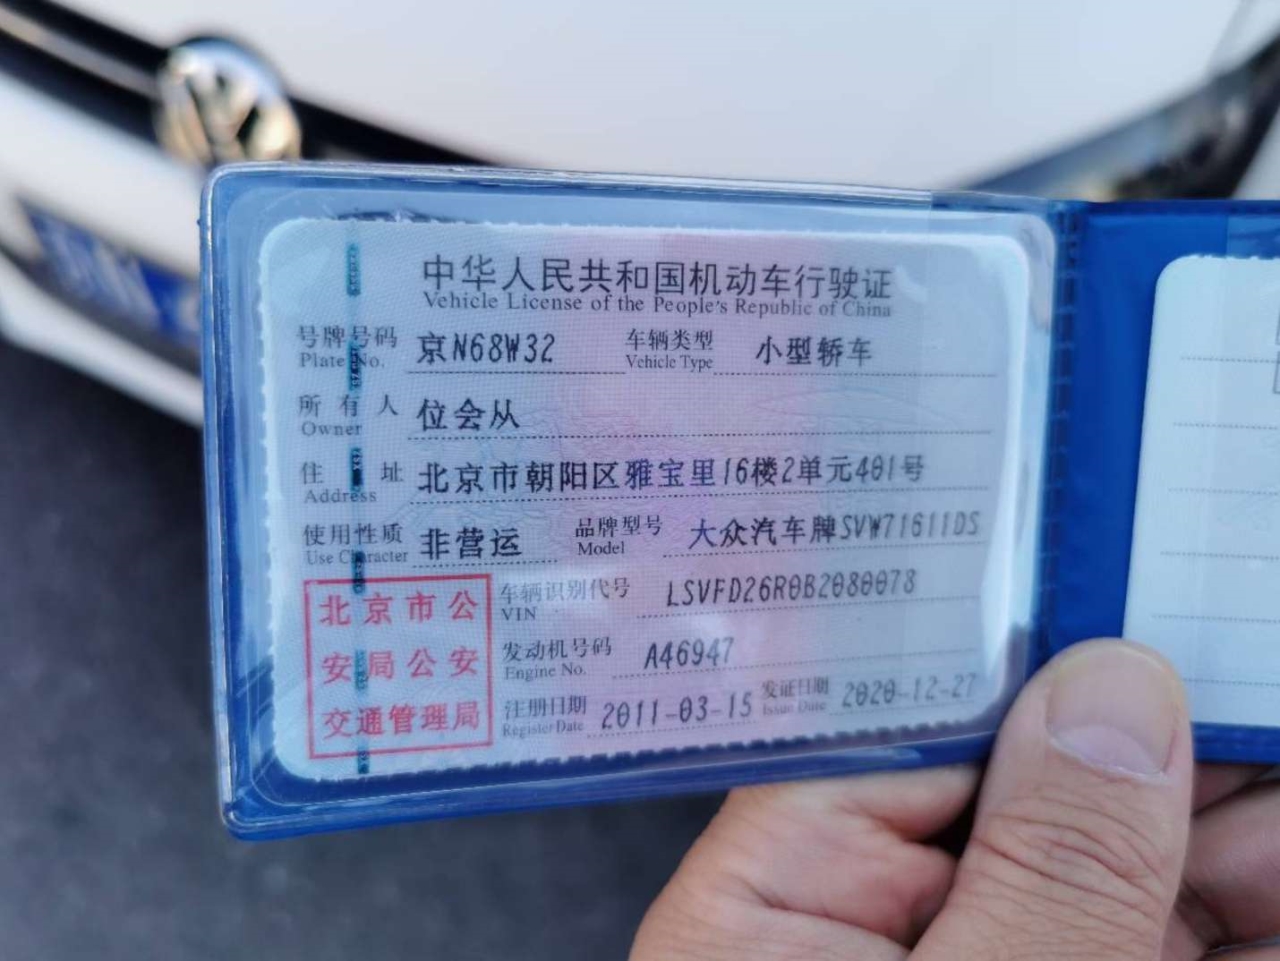 中华人民共和国机动车行驶证
Vehicle License of the People's Republic of China
号牌号码 京N68W32 车辆类型 小型轿车
Plate No. Vehicle Type
所有人 位会从
Owner
住址 北京市朝阳区雅宝里16楼2单元401号
Address
使用性质 非营运 品牌型号 大众汽车牌SVW71611DS
Use Character Model
车辆识别代号 LSVFD26R0B2080078
VIN
发动机号码 A46947
Engine No.
注册日期 2011-03-15 发证日期 2020-12-27
Register Date Issue Date
北京市公
安局公安
交通管理局